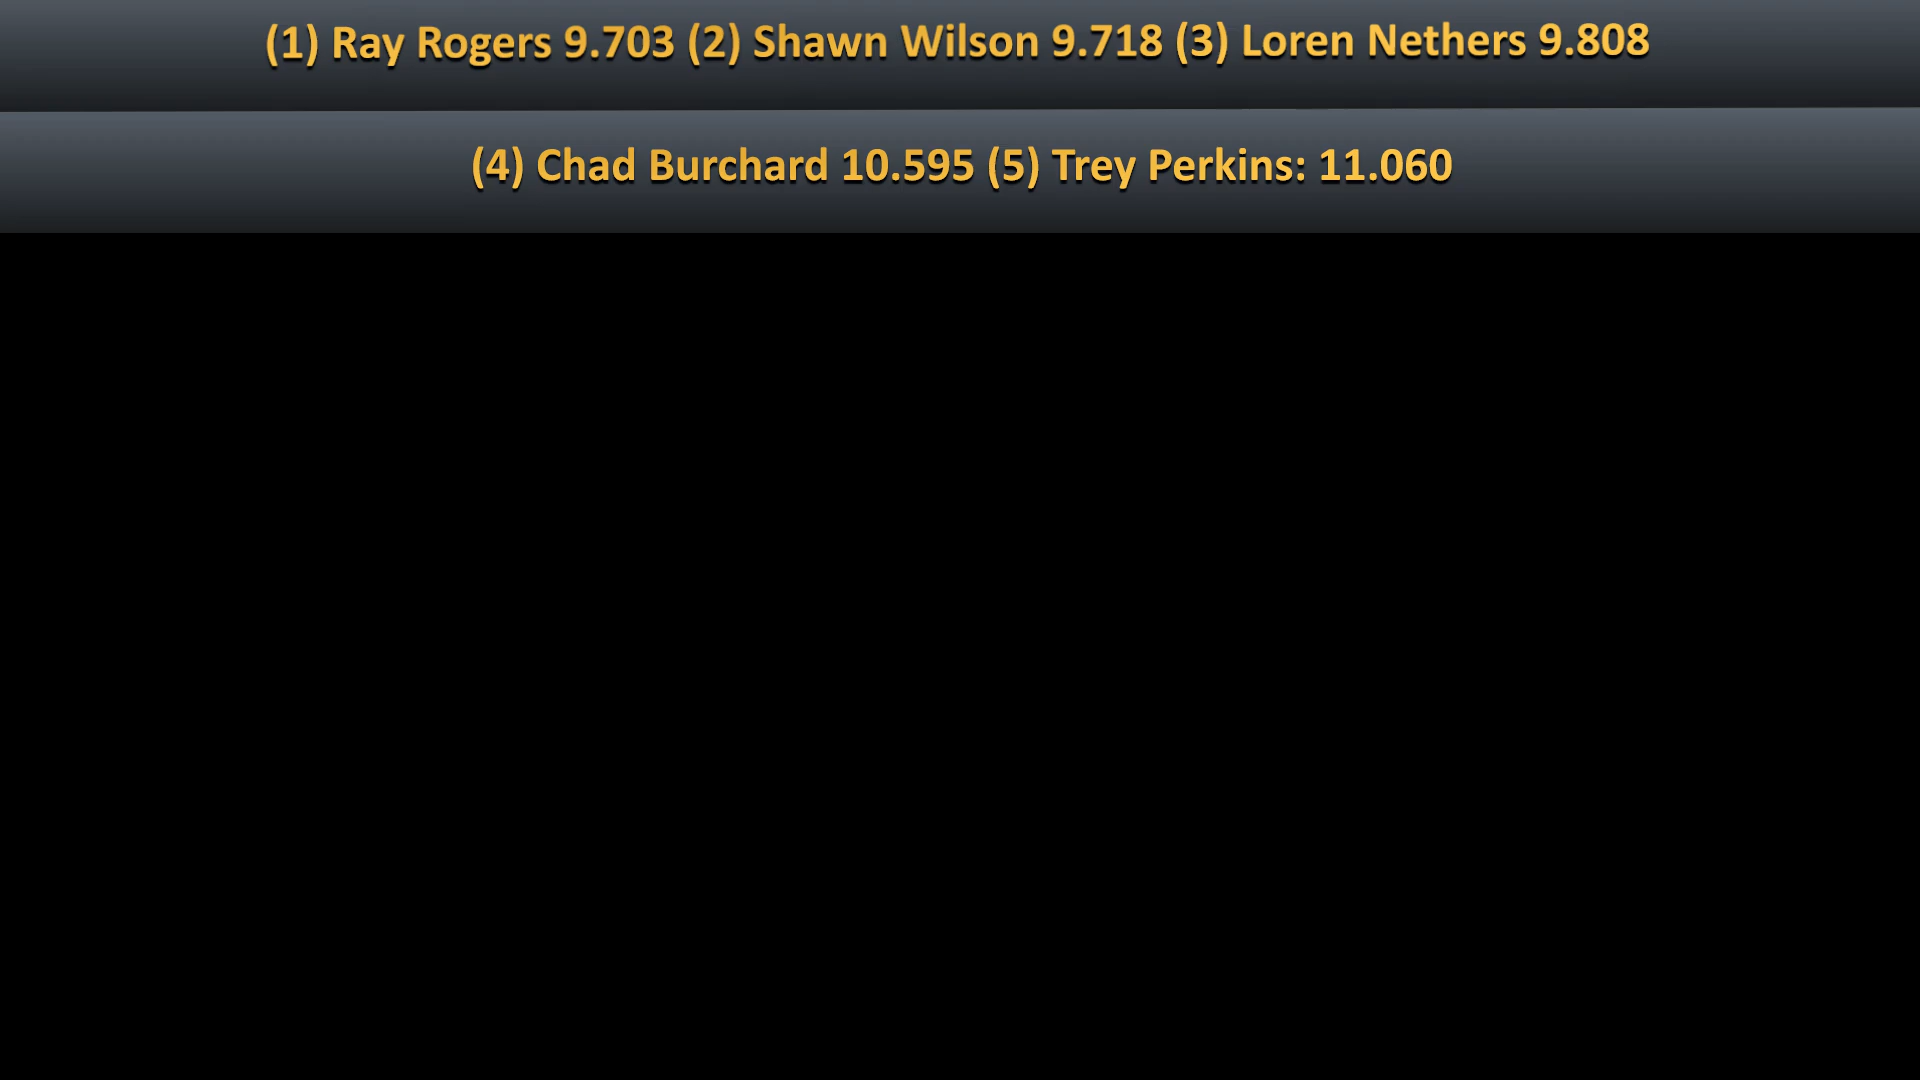 (1) Ray Rogers 9.703 (2) Shawn Wilson 9.718 (3) Loren Nethers 9.808
(4) Chad Burchard 10.595 (5) Trey Perkins: 11.060